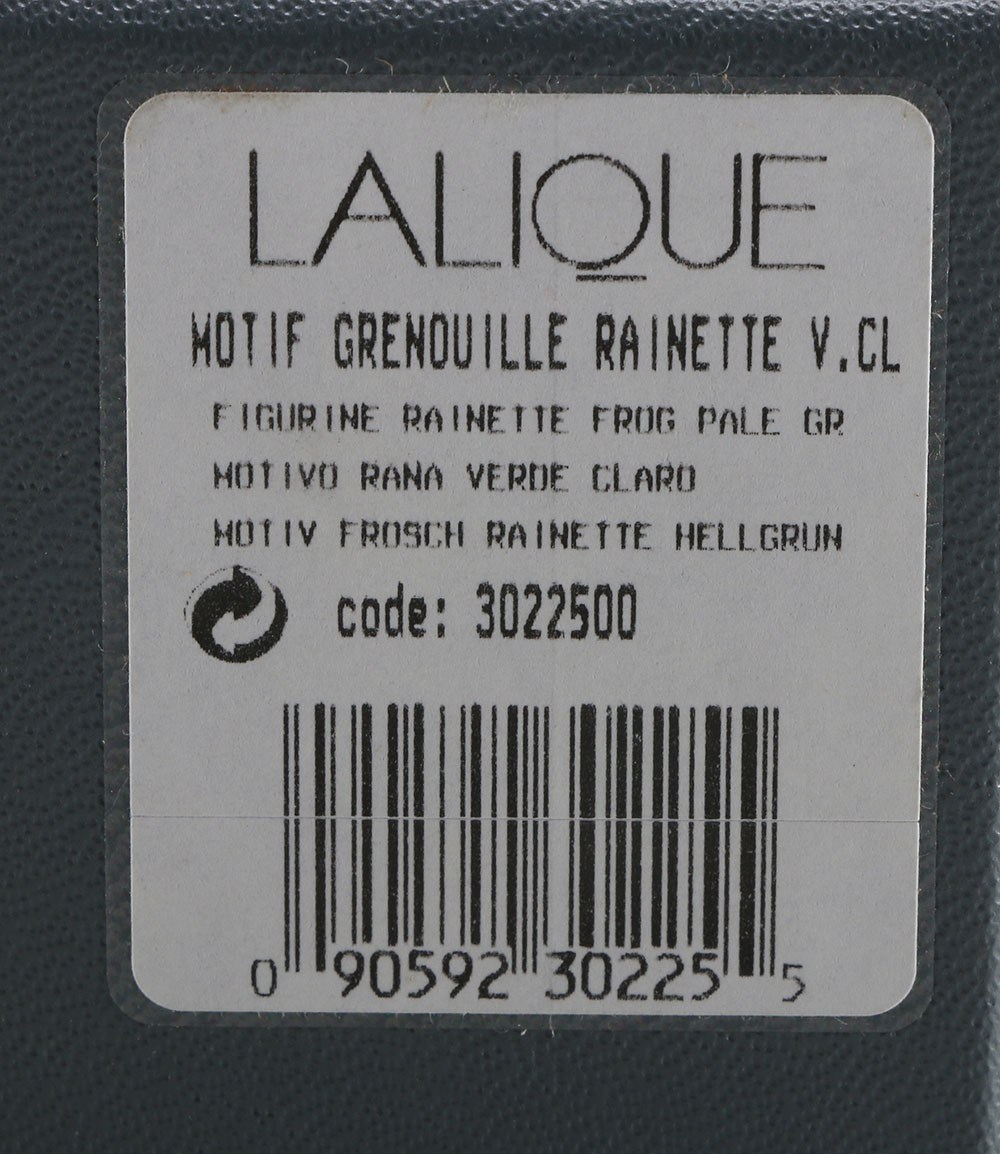 LALIQUE
MOTIF GRENOUILLE RAINETTE V.CL
FIGURINE RAINETTE FROG PALE GR
MOTIVO RANA VERDE CLARO
MOTIV FROSCH RAINETTE HELLGRUN
code: 3022500
0 90592 30225 5